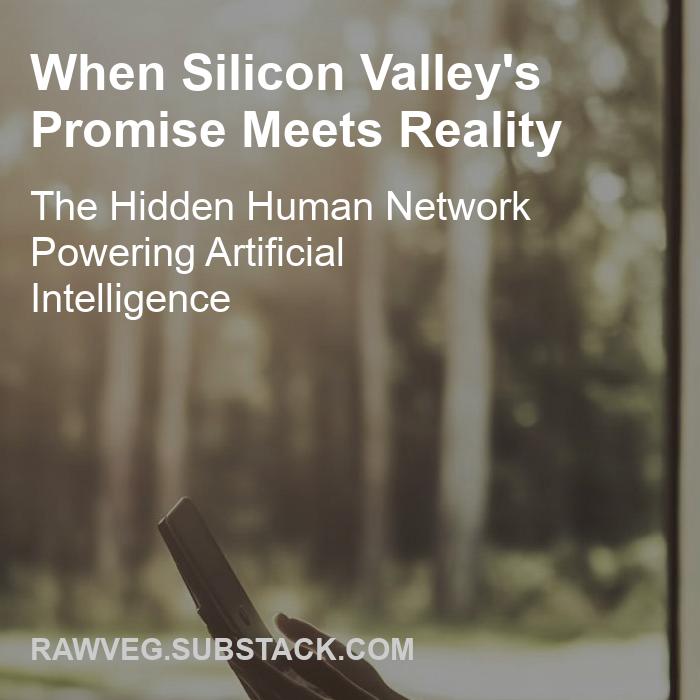 When Silicon Valley's
Promise Meets Reality
The Hidden Human Network
Powering Artificial
Intelligence
RAWVEG.SUBSTACK.COM